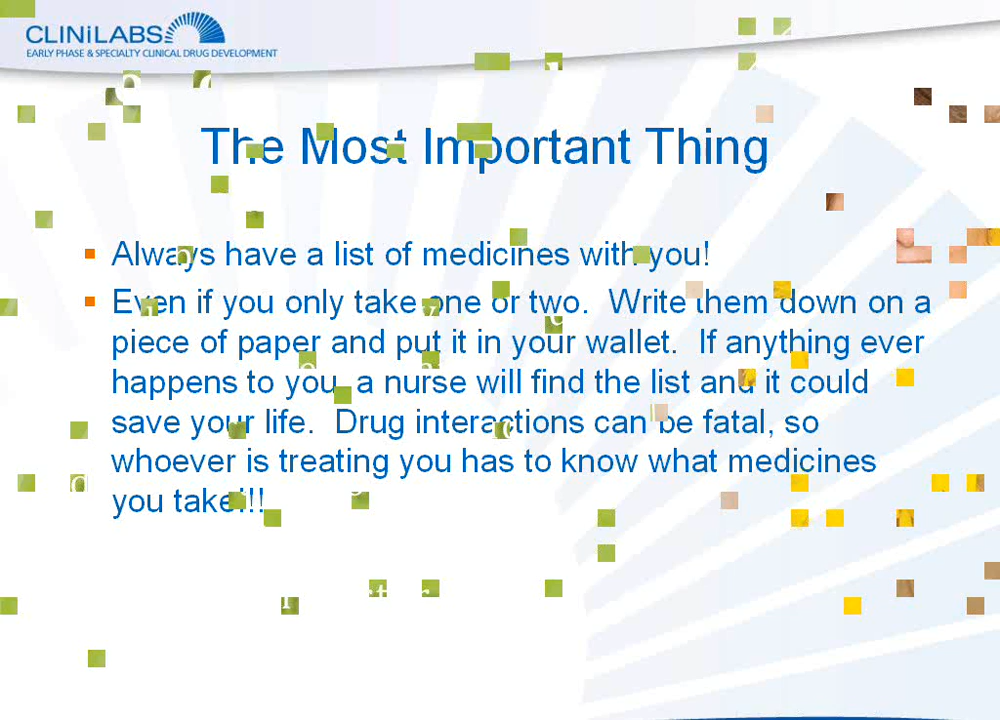 CLINILABS
EARLY PHASE & SPECIALTY CLINICAL DRUG DEVELOPMENT
The Most Important Thing
Always have a list of medicines with you!
Even if you only take one or two. Write them down on a
piece of paper and put it in your wallet. If anything ever
happens to you, a nurse will find the list and it could
save your life. Drug interactions can be fatal, so
whoever is treating you has to know what medicines
you take!!!